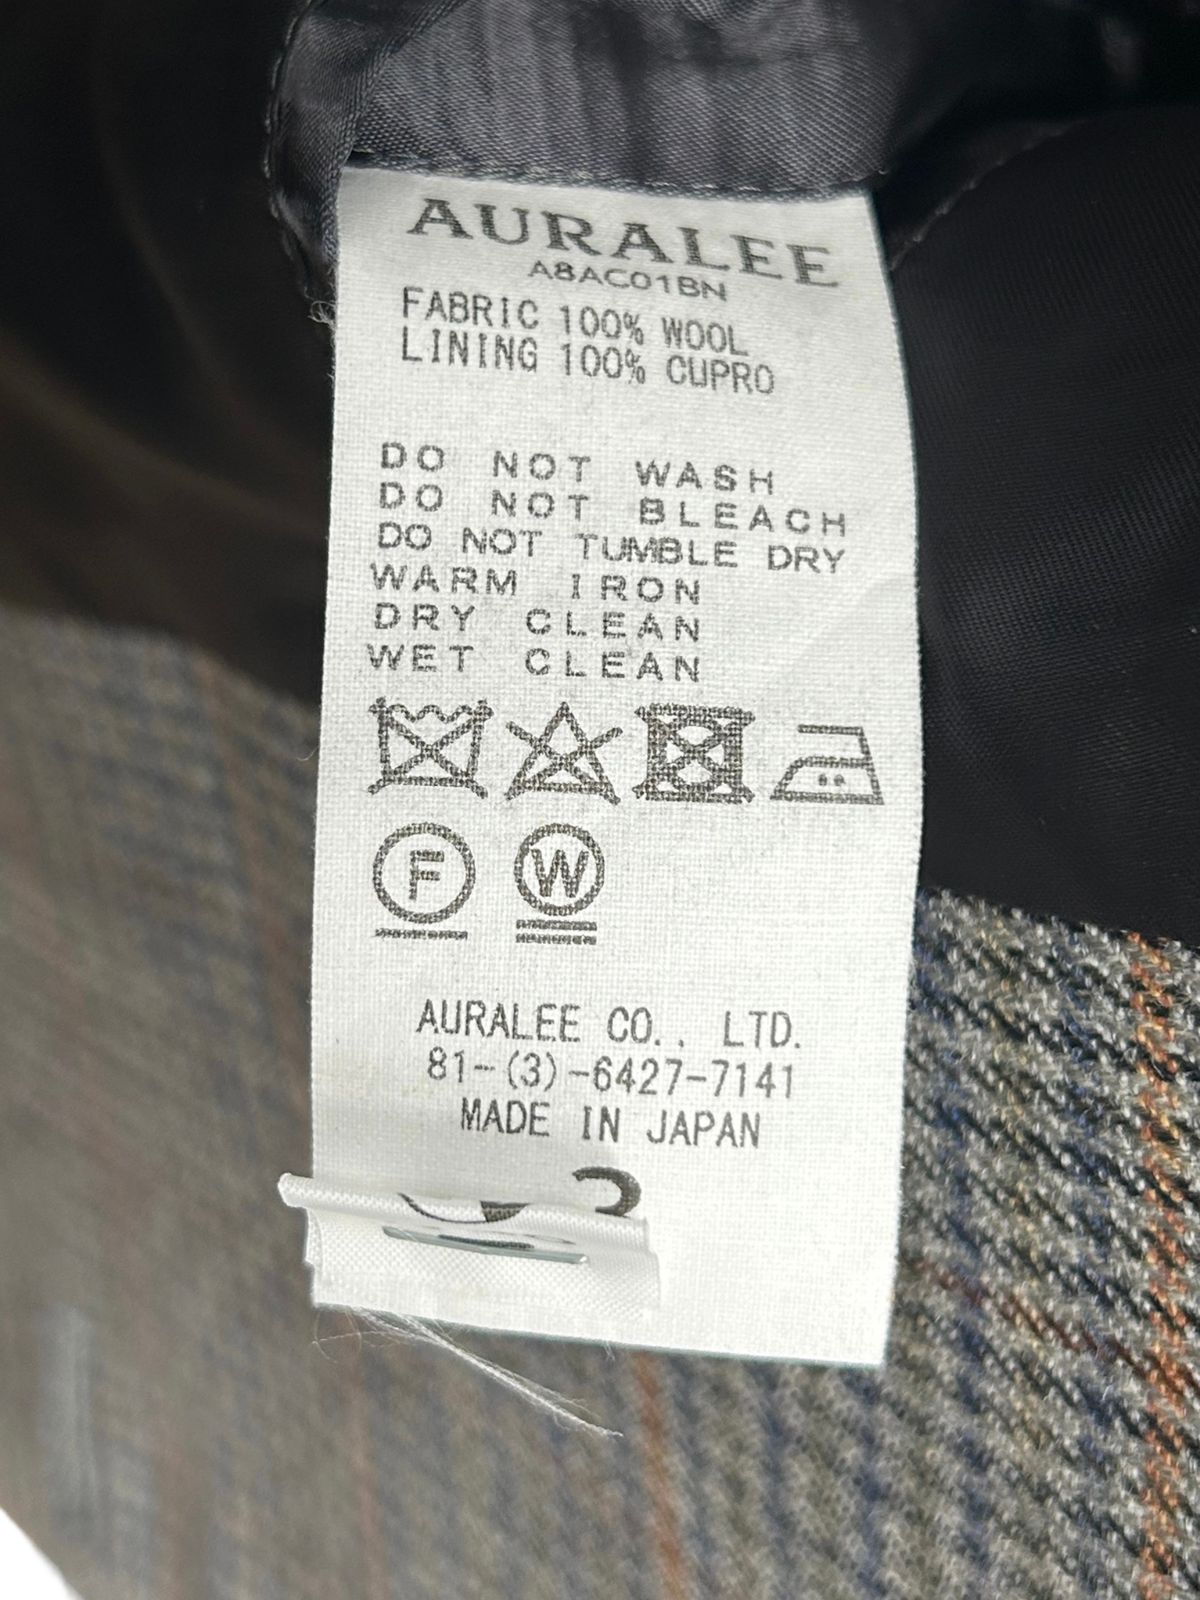 AURALEE
A8AC01BN
FABRIC 100% WOOL
LINING 100% CUPRO
DO NOT WASH
DO NOT BLEACH
DO NOT TUMBLE DRY
WARM IRON
DRY CLEAN
WET CLEAN
F
W
AURALEE CO., LTD.
81-(3)-6427-7141
MADE IN JAPAN